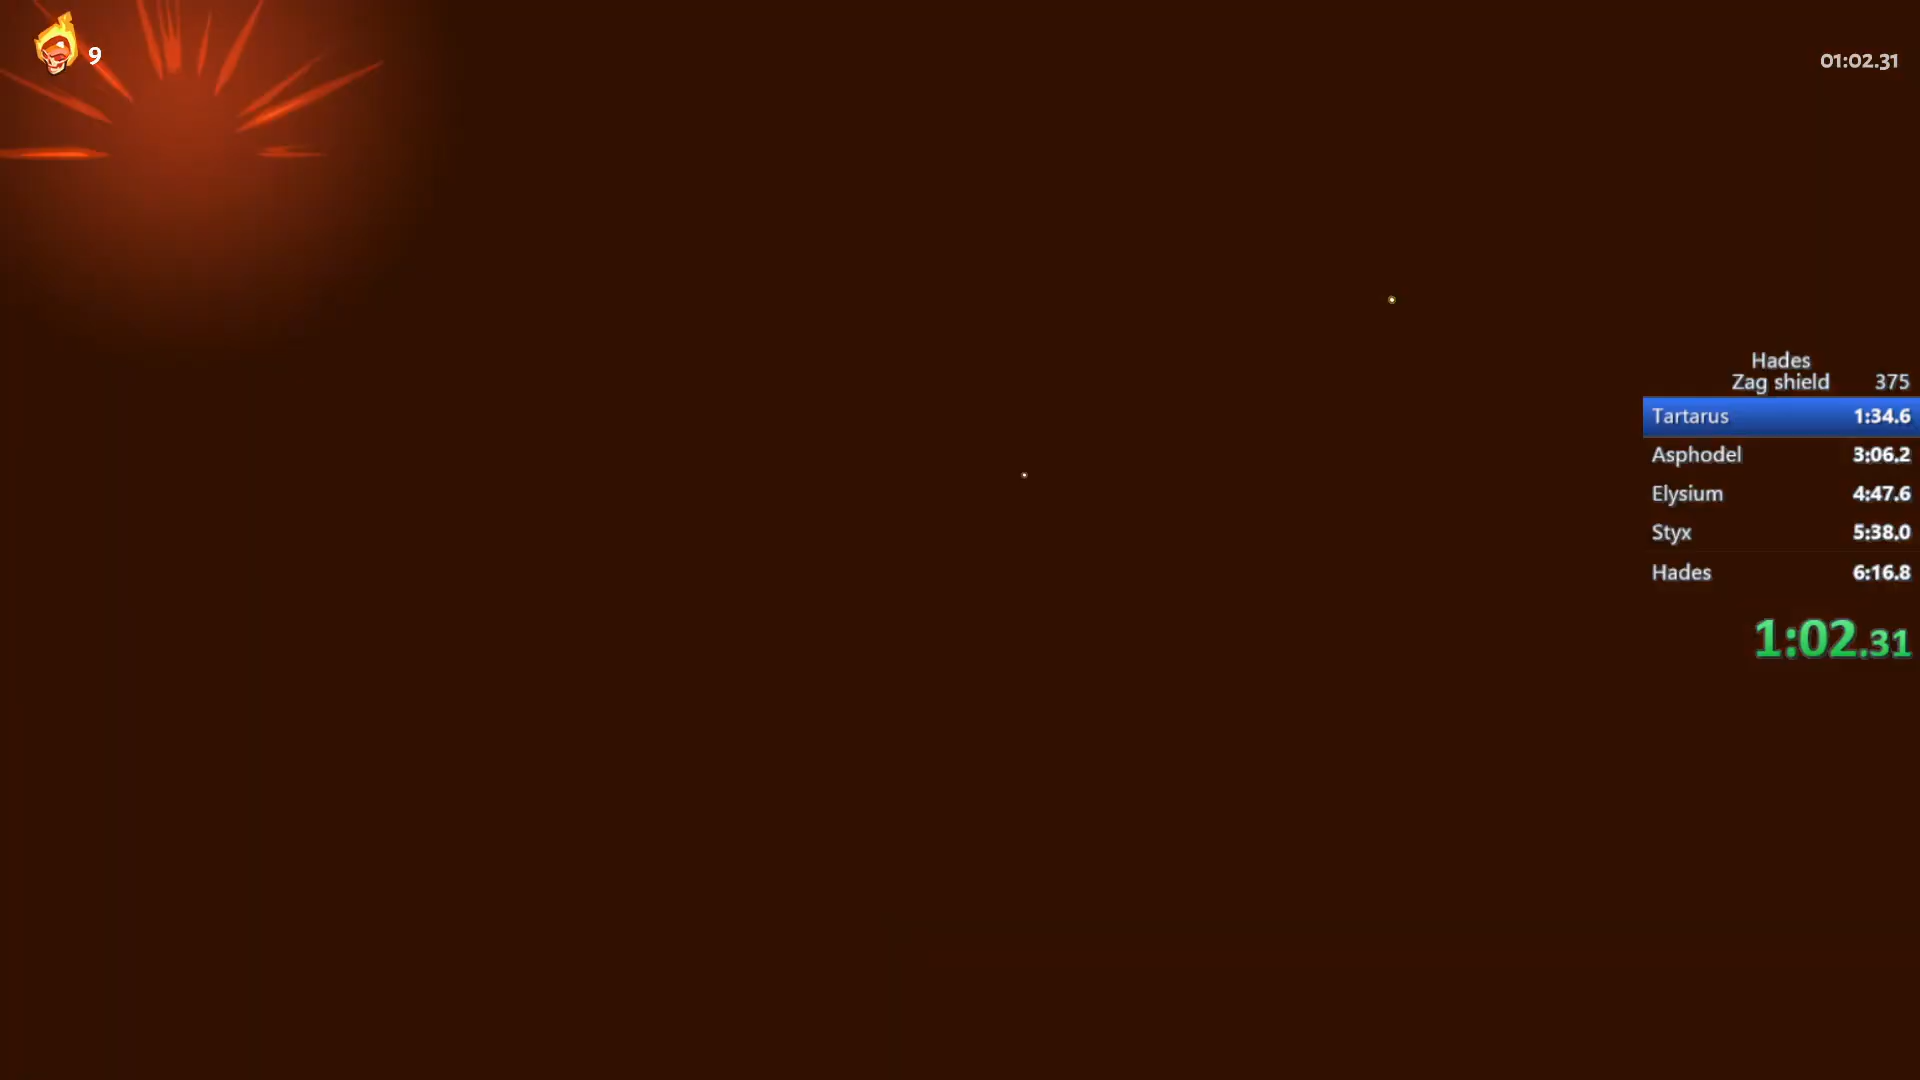 9
01:02.31
Hades
Zag shield 375
Tartarus 1:34.6
Asphodel 3:06.2
Elysium 4:47.6
Styx 5:38.0
Hades 6:16.8
1:02.31